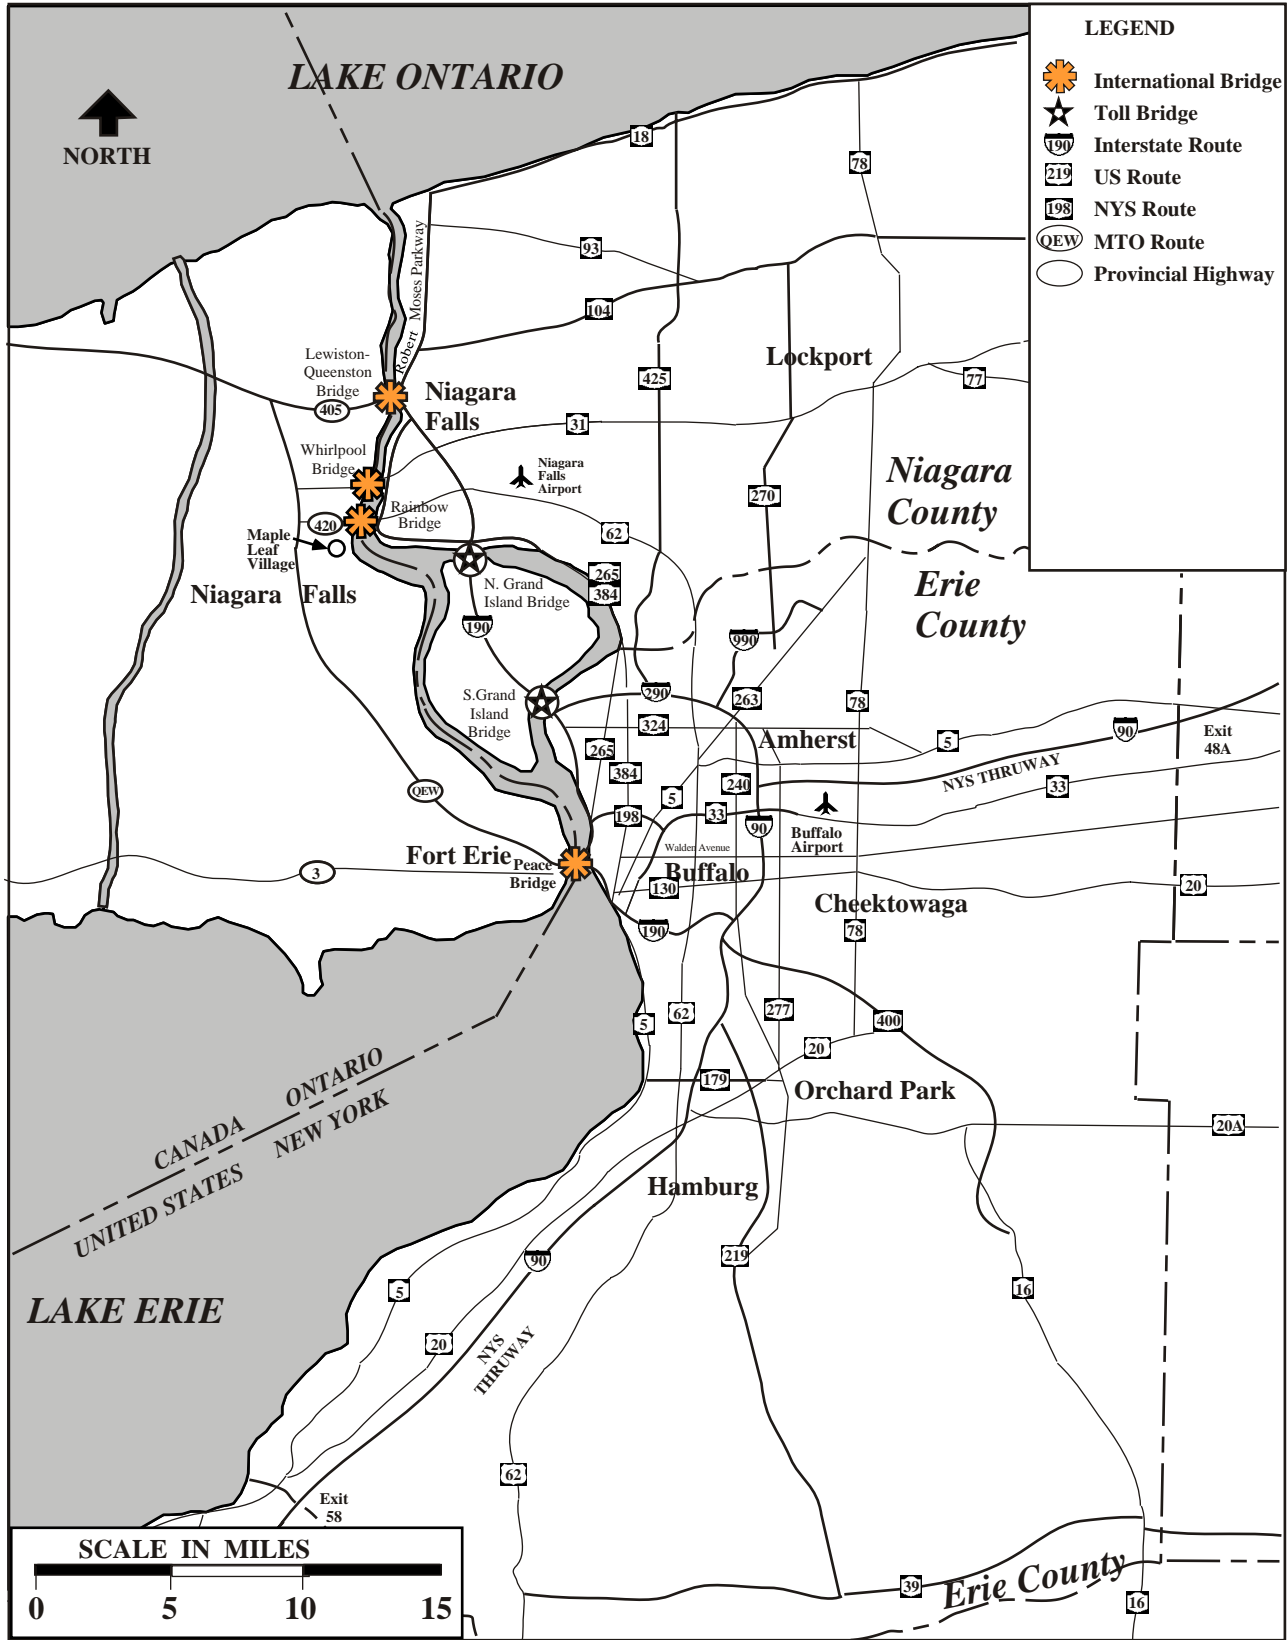 LEGEND
International Bridge
Toll Bridge
190 Interstate Route
219 US Route
198 NYS Route
QEW MTO Route
Provincial Highway
LAKE ONTARIO
NORTH
18
78
Robert Moses Parkway
93
104
Lewiston-
Queenston
Bridge
405
Niagara
Falls
Lockport
425
77
31
Whirlpool
Bridge
Niagara
Falls
Airport
270
Niagara
County
Rainbow
Bridge
420
62
Maple
Leaf
Village
Niagara Falls
N. Grand
Island Bridge
265
384
Erie
County
190
990
S.Grand
Island
Bridge
290
263
78
324
Amherst
5
90
Exit
48A
265
384
240
NYS THRUWAY
33
QEW
5
198
33
90
Buffalo
Airport
Walden Avenue
Fort Erie
Peace
Bridge
3
Buffalo
130
20
Cheektowaga
190
78
5
62
277
400
20
179
Orchard Park
20A
CANADA ONTARIO
UNITED STATES NEW YORK
Hamburg
90
219
5
16
LAKE ERIE
20
NYS
THRUWAY
62
Exit
58
39
Erie County
16
SCALE IN MILES
0 5 10 15